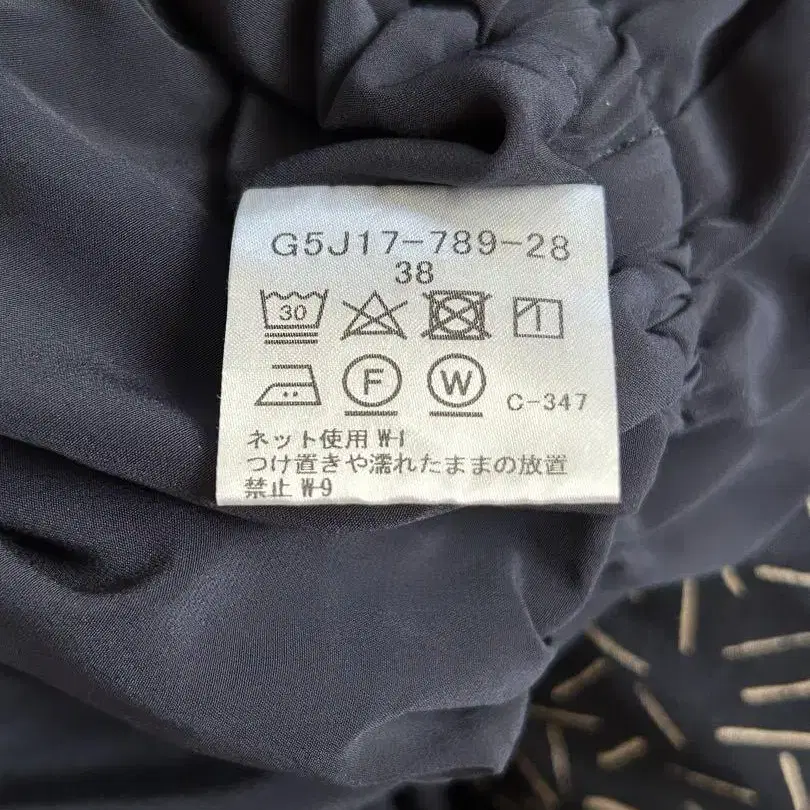 G5J17-789-28
38
30
F W C-347
ネット使用 W-1
つけ置きや濡れたままの放置
禁止 W-9